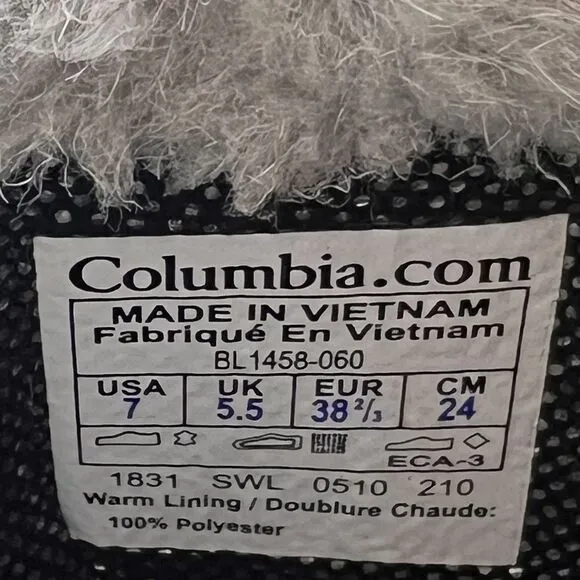 Columbia.com
MADE IN VIETNAM
Fabriqué En Vietnam
BL1458-060
USA UK EUR CM
7 5.5 38 2/3 24
ECA-3
1831 SWL 0510 210
Warm Lining / Doublure Chaude:
100% Polyester